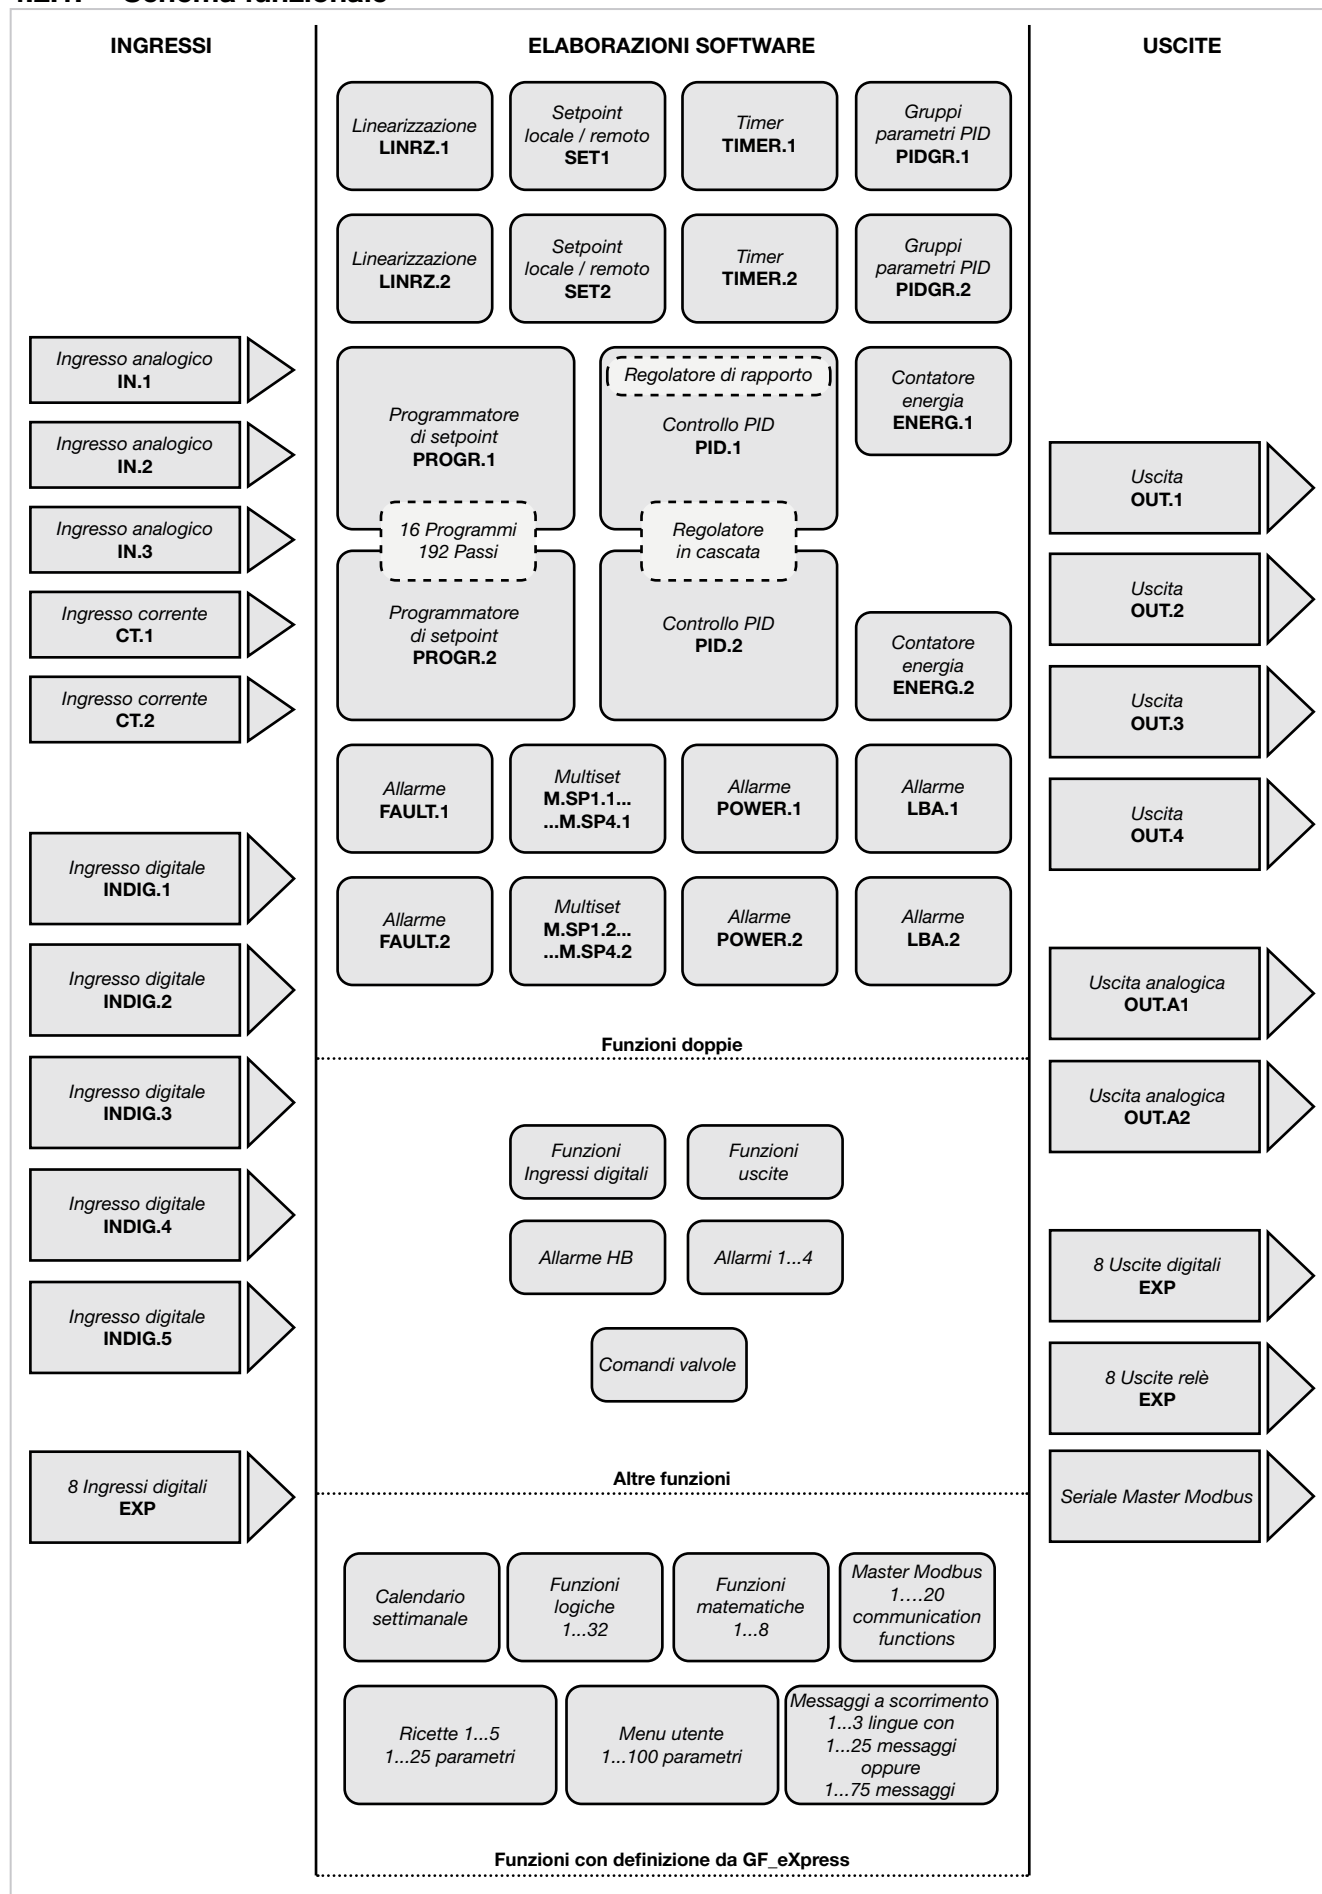 Schema funzionale
INGRESSI
ELABORAZIONI SOFTWARE
USCITE
Linearizzazione
LINRZ.1
Setpoint
locale / remoto
SET1
Timer
TIMER.1
Gruppi
parametri PID
PIDGR.1
Linearizzazione
LINRZ.2
Setpoint
locale / remoto
SET2
Timer
TIMER.2
Gruppi
parametri PID
PIDGR.2
Ingresso analogico
IN.1
Ingresso analogico
IN.2
Ingresso analogico
IN.3
Ingresso corrente
CT.1
Ingresso corrente
CT.2
Ingresso digitale
INDIG.1
Ingresso digitale
INDIG.2
Ingresso digitale
INDIG.3
Ingresso digitale
INDIG.4
Ingresso digitale
INDIG.5
8 Ingressi digitali
EXP
Programmatore
di setpoint
PROGR.1
16 Programmi
192 Passi
Programmatore
di setpoint
PROGR.2
Regolatore di rapporto
Controllo PID
PID.1
Regolatore
in cascata
Controllo PID
PID.2
Contatore
energia
ENERG.1
Contatore
energia
ENERG.2
Allarme
FAULT.1
Multiset
M.SP1.1...
...M.SP4.1
Allarme
POWER.1
Allarme
LBA.1
Allarme
FAULT.2
Multiset
M.SP1.2...
...M.SP4.2
Allarme
POWER.2
Allarme
LBA.2
Funzioni doppie
Funzioni
Ingressi digitali
Funzioni
uscite
Allarme HB
Allarmi 1...4
Comandi valvole
Altre funzioni
Calendario
settimanale
Funzioni
logiche
1...32
Funzioni
matematiche
1...8
Master Modbus
1....20
communication
functions
Ricette 1...5
1...25 parametri
Menu utente
1...100 parametri
Messaggi a scorrimento
1...3 lingue con
1...25 messaggi
oppure
1...75 messaggi
Funzioni con definizione da GF_eXpress
Uscita
OUT.1
Uscita
OUT.2
Uscita
OUT.3
Uscita
OUT.4
Uscita analogica
OUT.A1
Uscita analogica
OUT.A2
8 Uscite digitali
EXP
8 Uscite relè
EXP
Seriale Master Modbus